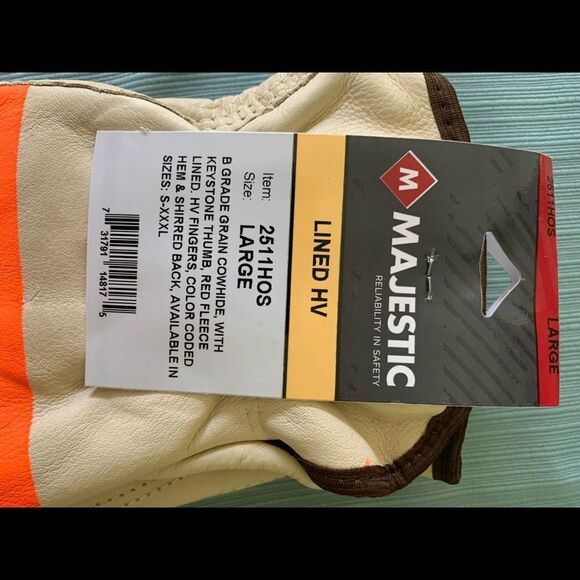 2511HOS LARGE
M MAJESTIC
RELIABILITY IN SAFETY
LINED HV
Item: 2511HOS
Size: LARGE
B GRADE GRAIN COWHIDE, WITH
KEYSTONE THUMB, RED FLEECE
LINED. HV FINGERS, COLOR CODED
HEM & SHIRRED BACK, AVAILABLE IN
SIZES: S-XXXL
7 31791 14817 5